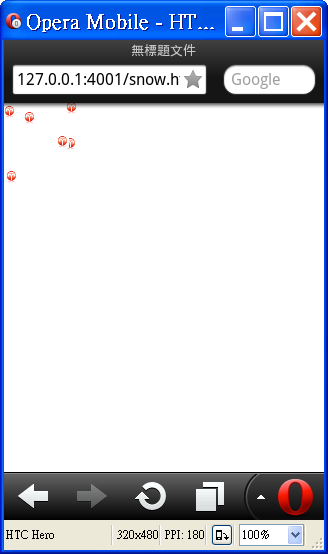 Opera Mobile - HT...
無標題文件
127.0.0.1:4001/snow.h
Google
HTC Hero 320x480 PPI: 180 100%